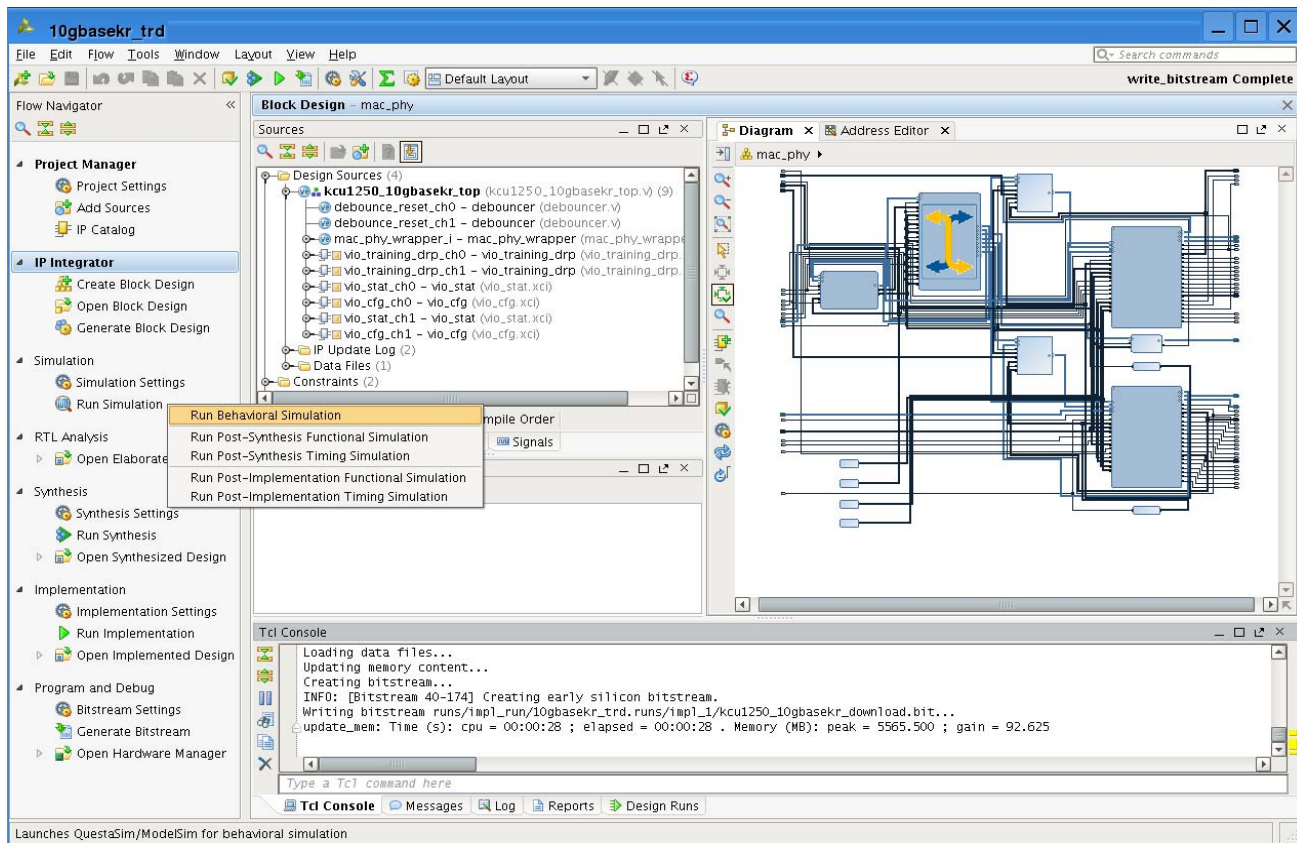 10gbasekr_trd
File Edit Flow Tools Window Layout View Help
Search commands
Default Layout
write_bitstream Complete
Flow Navigator
Project Manager
Project Settings
Add Sources
IP Catalog
IP Integrator
Create Block Design
Open Block Design
Generate Block Design
Simulation
Simulation Settings
Run Simulation
Run Behavioral Simulation
Run Post-Synthesis Functional Simulation
Run Post-Synthesis Timing Simulation
Run Post-Implementation Functional Simulation
Run Post-Implementation Timing Simulation
RTL Analysis
Open Elaborate
Synthesis
Synthesis Settings
Run Synthesis
Open Synthesized Design
Implementation
Implementation Settings
Run Implementation
Open Implemented Design
Program and Debug
Bitstream Settings
Generate Bitstream
Open Hardware Manager
Block Design - mac_phy
Sources
Design Sources (4)
kcu1250_10gbasekr_top (kcu1250_10gbasekr_top.v) (9)
debounce_reset_ch0 - debouncer (debouncer.v)
debounce_reset_ch1 - debouncer (debouncer.v)
mac_phy_wrapper_i - mac_phy_wrapper (mac_phy_wrappe
vio_training_drp_ch0 - vio_training_drp (vio_training_drp.
vio_training_drp_ch1 - vio_training_drp (vio_training_drp.
vio_stat_ch0 - vio_stat (vio_stat.xci)
vio_cfg_ch0 - vio_cfg (vio_cfg.xci)
vio_stat_ch1 - vio_stat (vio_stat.xci)
vio_cfg_ch1 - vio_cfg (vio_cfg.xci)
IP Update Log (2)
Data Files (1)
Constraints (2)
mpile Order
Signals
Diagram Address Editor
mac_phy
Tcl Console
Loading data files...
Updating memory content...
Creating bitstream...
INFO: [Bitstream 40-174] Creating early silicon bitstream.
Writing bitstream runs/impl_run/10gbasekr_trd.runs/impl_1/kcu1250_10gbasekr_download.bit...
update_mem: Time (s): cpu = 00:00:28 ; elapsed = 00:00:28 . Memory (MB): peak = 5565.500 ; gain = 92.625
Type a Tcl command here
Tcl Console Messages Log Reports Design Runs
Launches QuestaSim/ModelSim for behavioral simulation